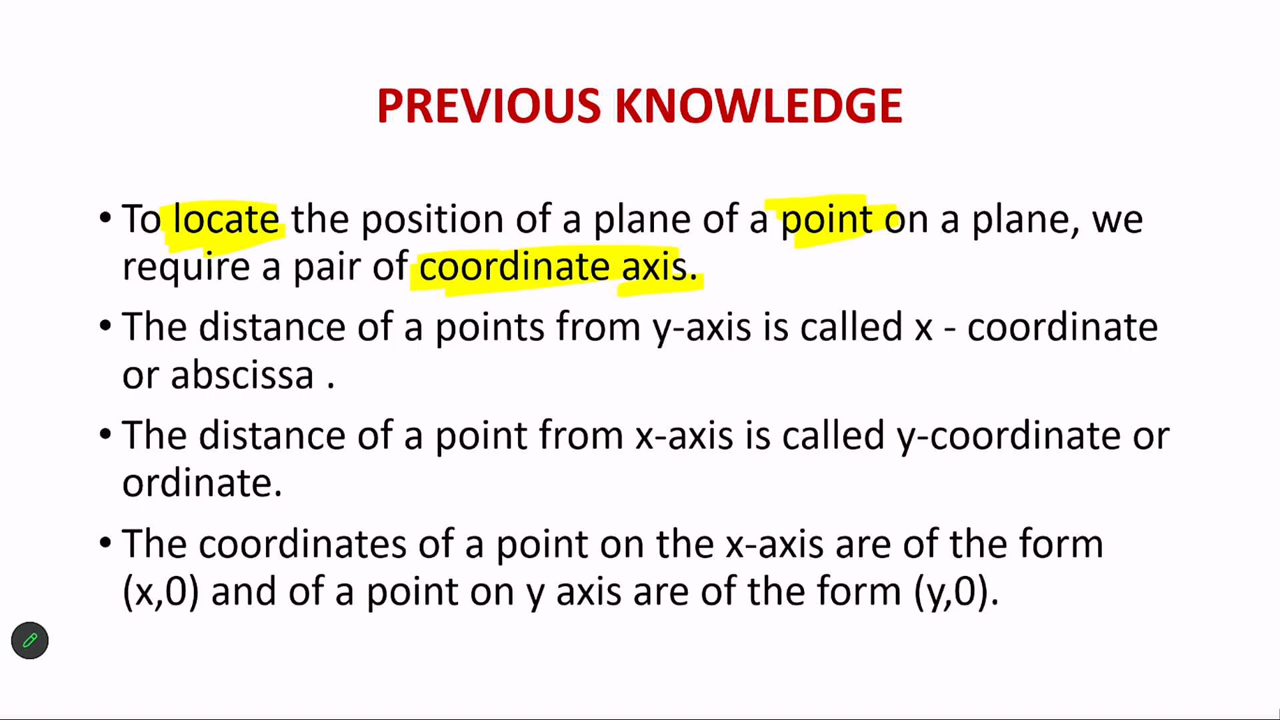 PREVIOUS KNOWLEDGE
• To locate the position of a plane of a point on a plane, we
require a pair of coordinate axis.
• The distance of a points from y-axis is called x - coordinate
or abscissa .
• The distance of a point from x-axis is called y-coordinate or
ordinate.
• The coordinates of a point on the x-axis are of the form
(x,0) and of a point on y axis are of the form (y,0).